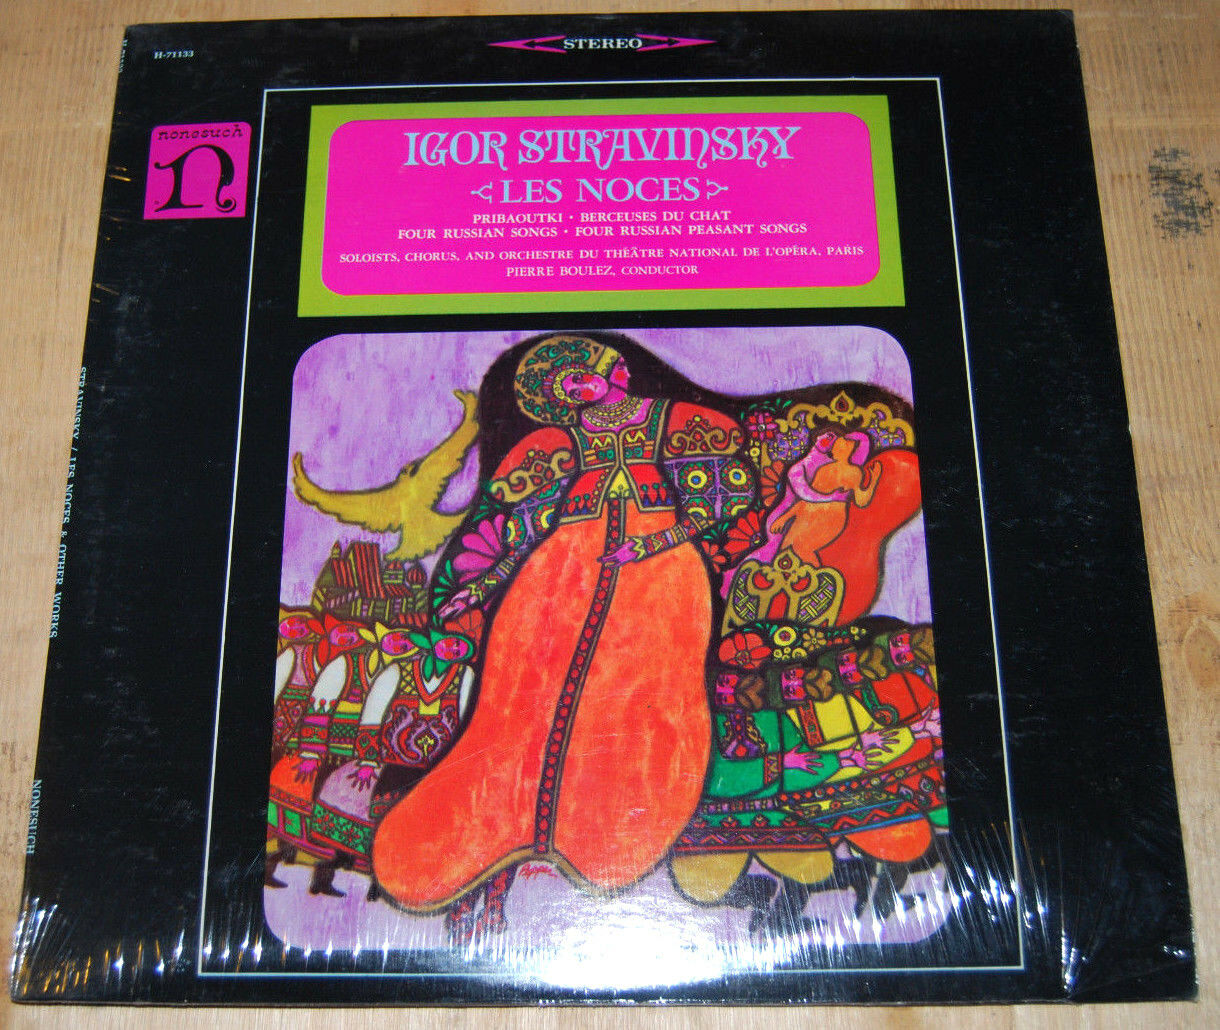 STEREO
H-71133
nonesuch
n
IGOR STRAVINSKY
LES NOCES
PRIBAOUTKI • BERCEUSES DU CHAT
FOUR RUSSIAN SONGS • FOUR RUSSIAN PEASANT SONGS
SOLOISTS, CHORUS, AND ORCHESTRE DU THÉÂTRE NATIONAL DE L'OPÉRA, PARIS
PIERRE BOULEZ, CONDUCTOR
STRAVINSKY / LES NOCES & OTHER WORKS
NONESUCH